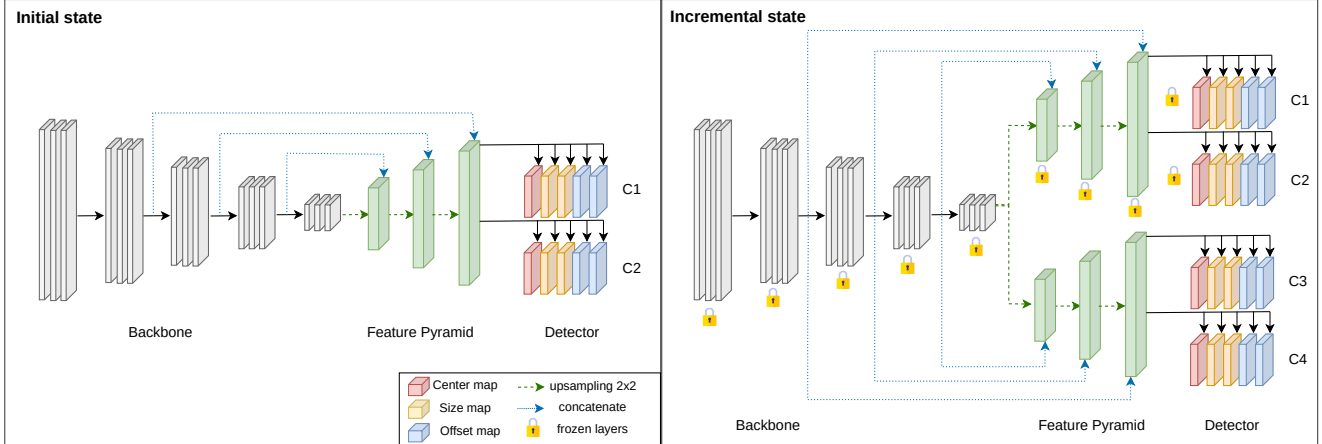 Initial state
C1
C2
Backbone
Feature Pyramid
Detector
Center map
upsampling 2x2
Size map
concatenate
Offset map
frozen layers
Incremental state
C1
C2
C3
C4
Backbone
Feature Pyramid
Detector